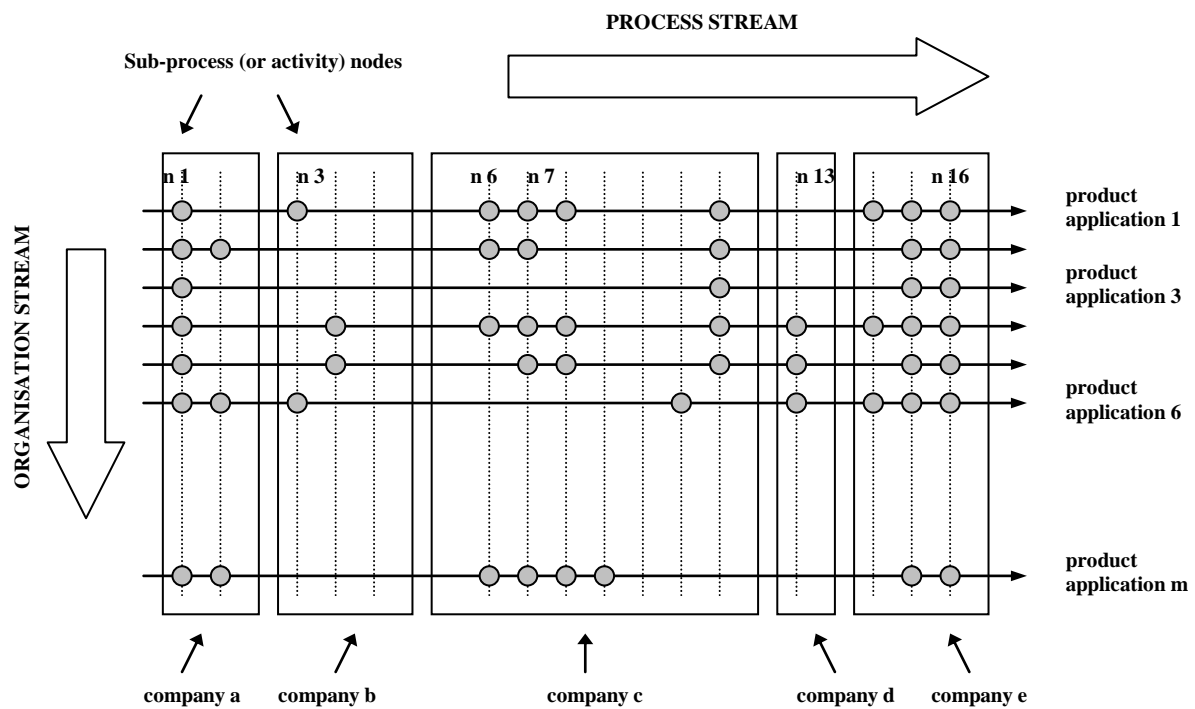 PROCESS STREAM
Sub-process (or activity) nodes
n 1
n 3
n 6
n 7
n 13
n 16
product
application 1
product
application 3
product
application 6
product
application m
ORGANISATION STREAM
company a
company b
company c
company d
company e